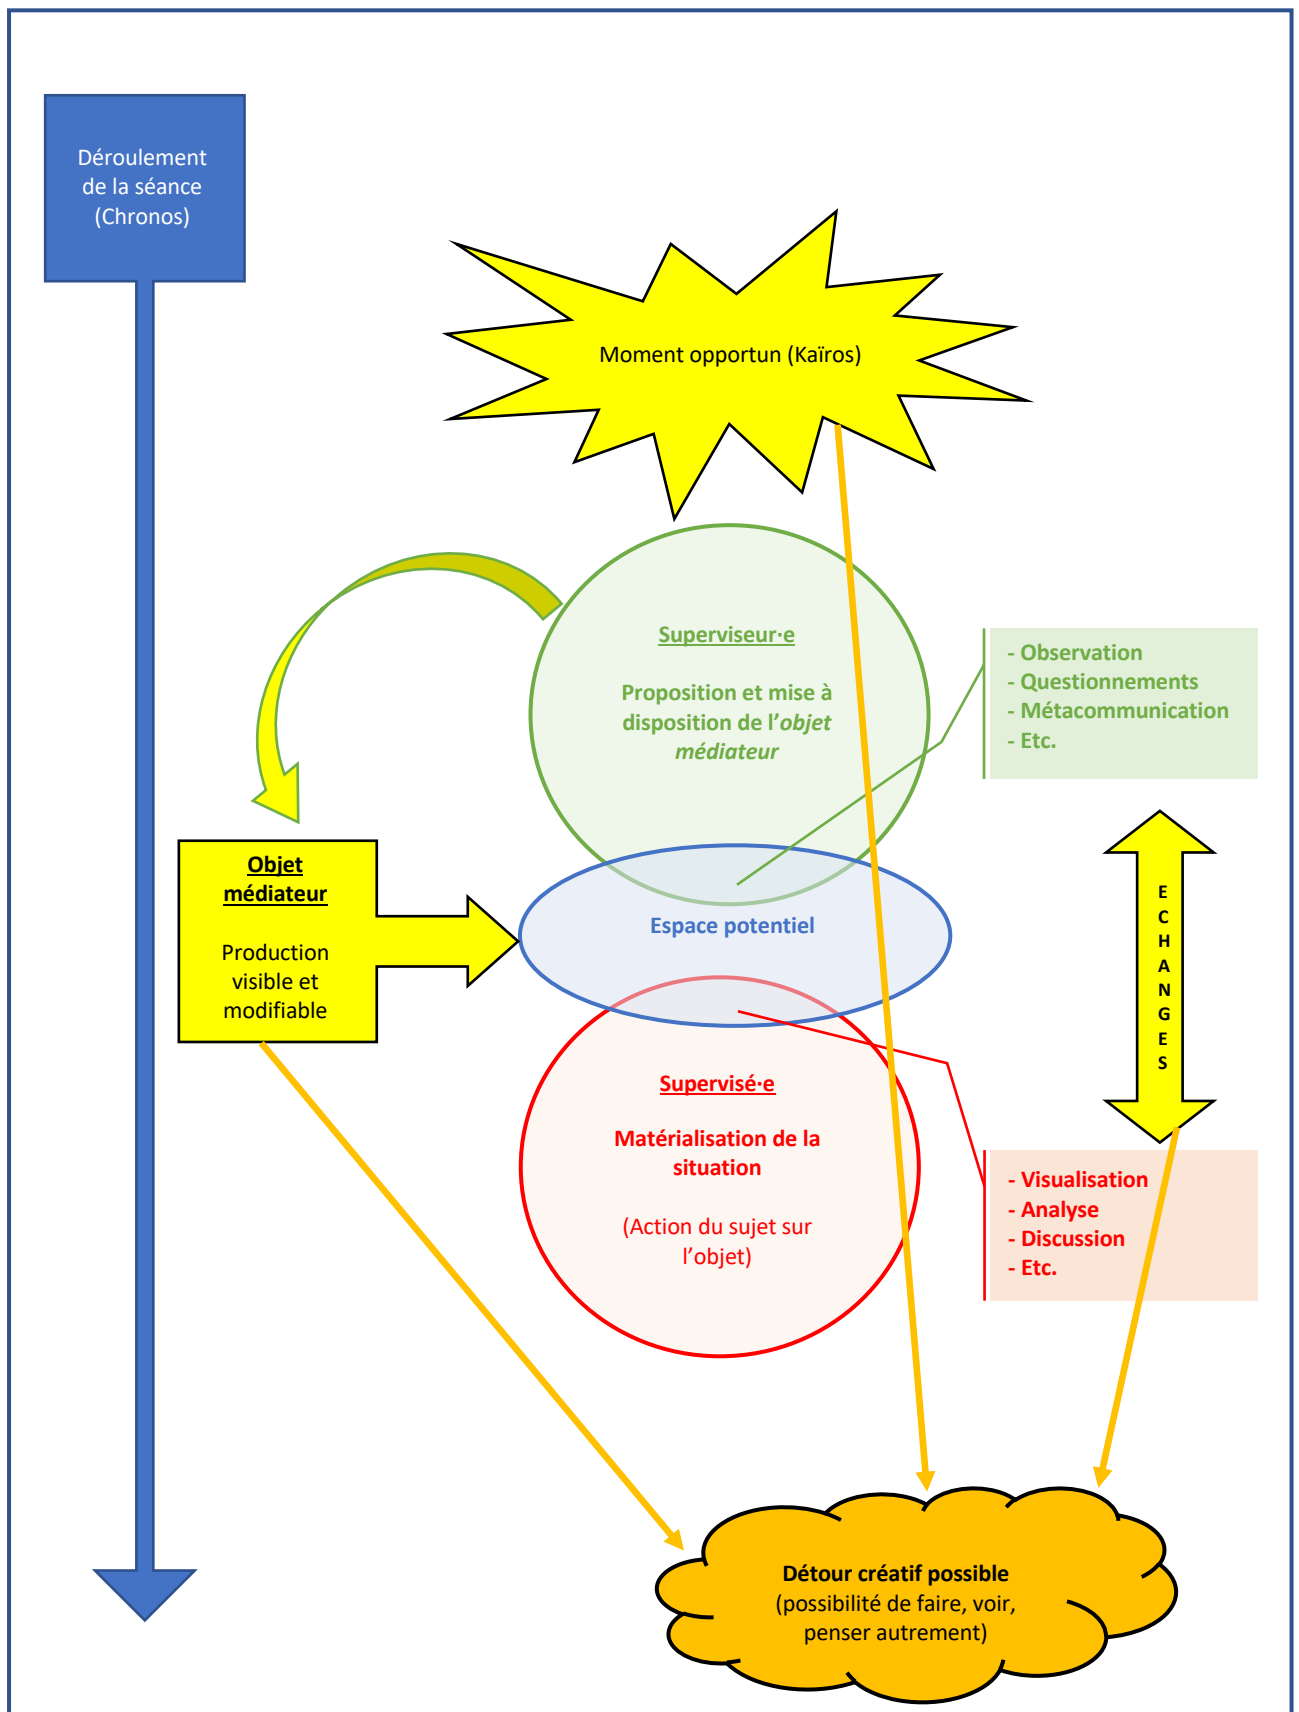 Déroulement
de la séance
(Chronos)
Moment opportun (Kaïros)
Superviseur·e
Proposition et mise à
disposition de l’objet
médiateur
- Observation
- Questionnements
- Métacommunication
- Etc.
Objet
médiateur
Production
visible et
modifiable
Espace potentiel
E
C
H
A
N
G
E
S
Supervisé·e
Matérialisation de la
situation
(Action du sujet sur
l’objet)
- Visualisation
- Analyse
- Discussion
- Etc.
Détour créatif possible
(possibilité de faire, voir,
penser autrement)